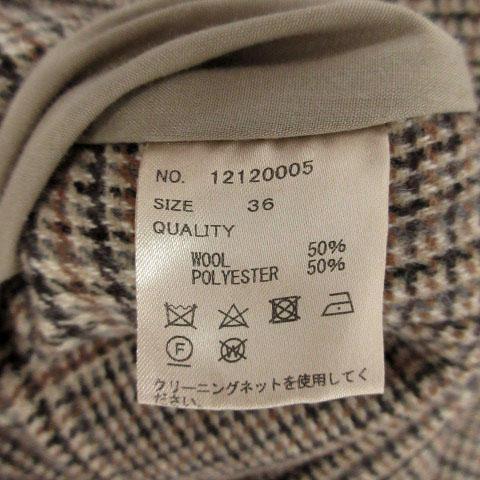 NO. 12120005
SIZE 36
QUALITY
WOOL 50%
POLYESTER 50%
F W
クリーニングネットを使用してく
ださい。